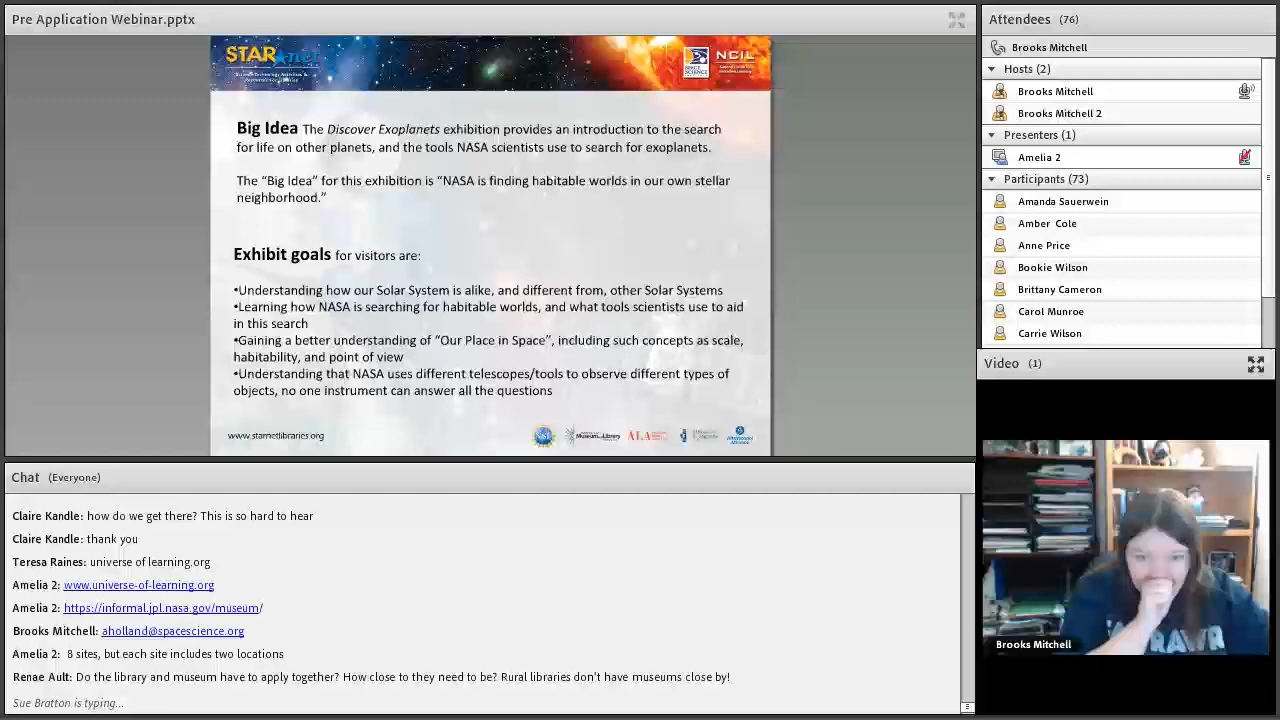 Pre Application Webinar.pptx
STAR net
Science-Technology Activities &
SPACE
SCIENCE
NCIL
Big Idea The Discover Exoplanets exhibition provides an introduction to the search
for life on other planets, and the tools NASA scientists use to search for exoplanets.
The “Big Idea” for this exhibition is “NASA is finding habitable worlds in our own stellar
neighborhood.”
Exhibit goals for visitors are:
•Understanding how our Solar System is alike, and different from, other Solar Systems
•Learning how NASA is searching for habitable worlds, and what tools scientists use to aid
in this search
•Gaining a better understanding of “Our Place in Space”, including such concepts as scale,
habitability, and point of view
•Understanding that NASA uses different telescopes/tools to observe different types of
objects, no one instrument can answer all the questions
www.starnetlibraries.org
Museum and Library
ALA
Chat (Everyone)
Claire Kandle: how do we get there? This is so hard to hear
Claire Kandle: thank you
Teresa Raines: universe of learning.org
Amelia 2: www.universe-of-learning.org
Amelia 2: https://informal.jpl.nasa.gov/museum/
Brooks Mitchell: aholland@spacescience.org
Amelia 2: 8 sites, but each site includes two locations
Renae Ault: Do the library and museum have to apply together? How close to they need to be? Rural libraries don't have museums close by!
Sue Bratton is typing...
Attendees (76)
Brooks Mitchell
Hosts (2)
Brooks Mitchell
Brooks Mitchell 2
Presenters (1)
Amelia 2
Participants (73)
Amanda Sauerwein
Amber Cole
Anne Price
Bookie Wilson
Brittany Cameron
Carol Munroe
Carrie Wilson
Video (1)
RAWR
Brooks Mitchell